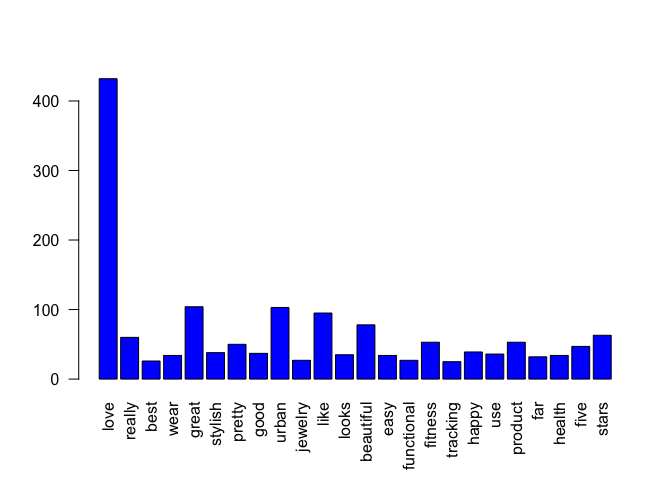 400
300
200
100
0
love
really
best
wear
great
stylish
pretty
good
urban
jewelry
like
looks
beautiful
easy
functional
fitness
tracking
happy
use
product
far
health
five
stars